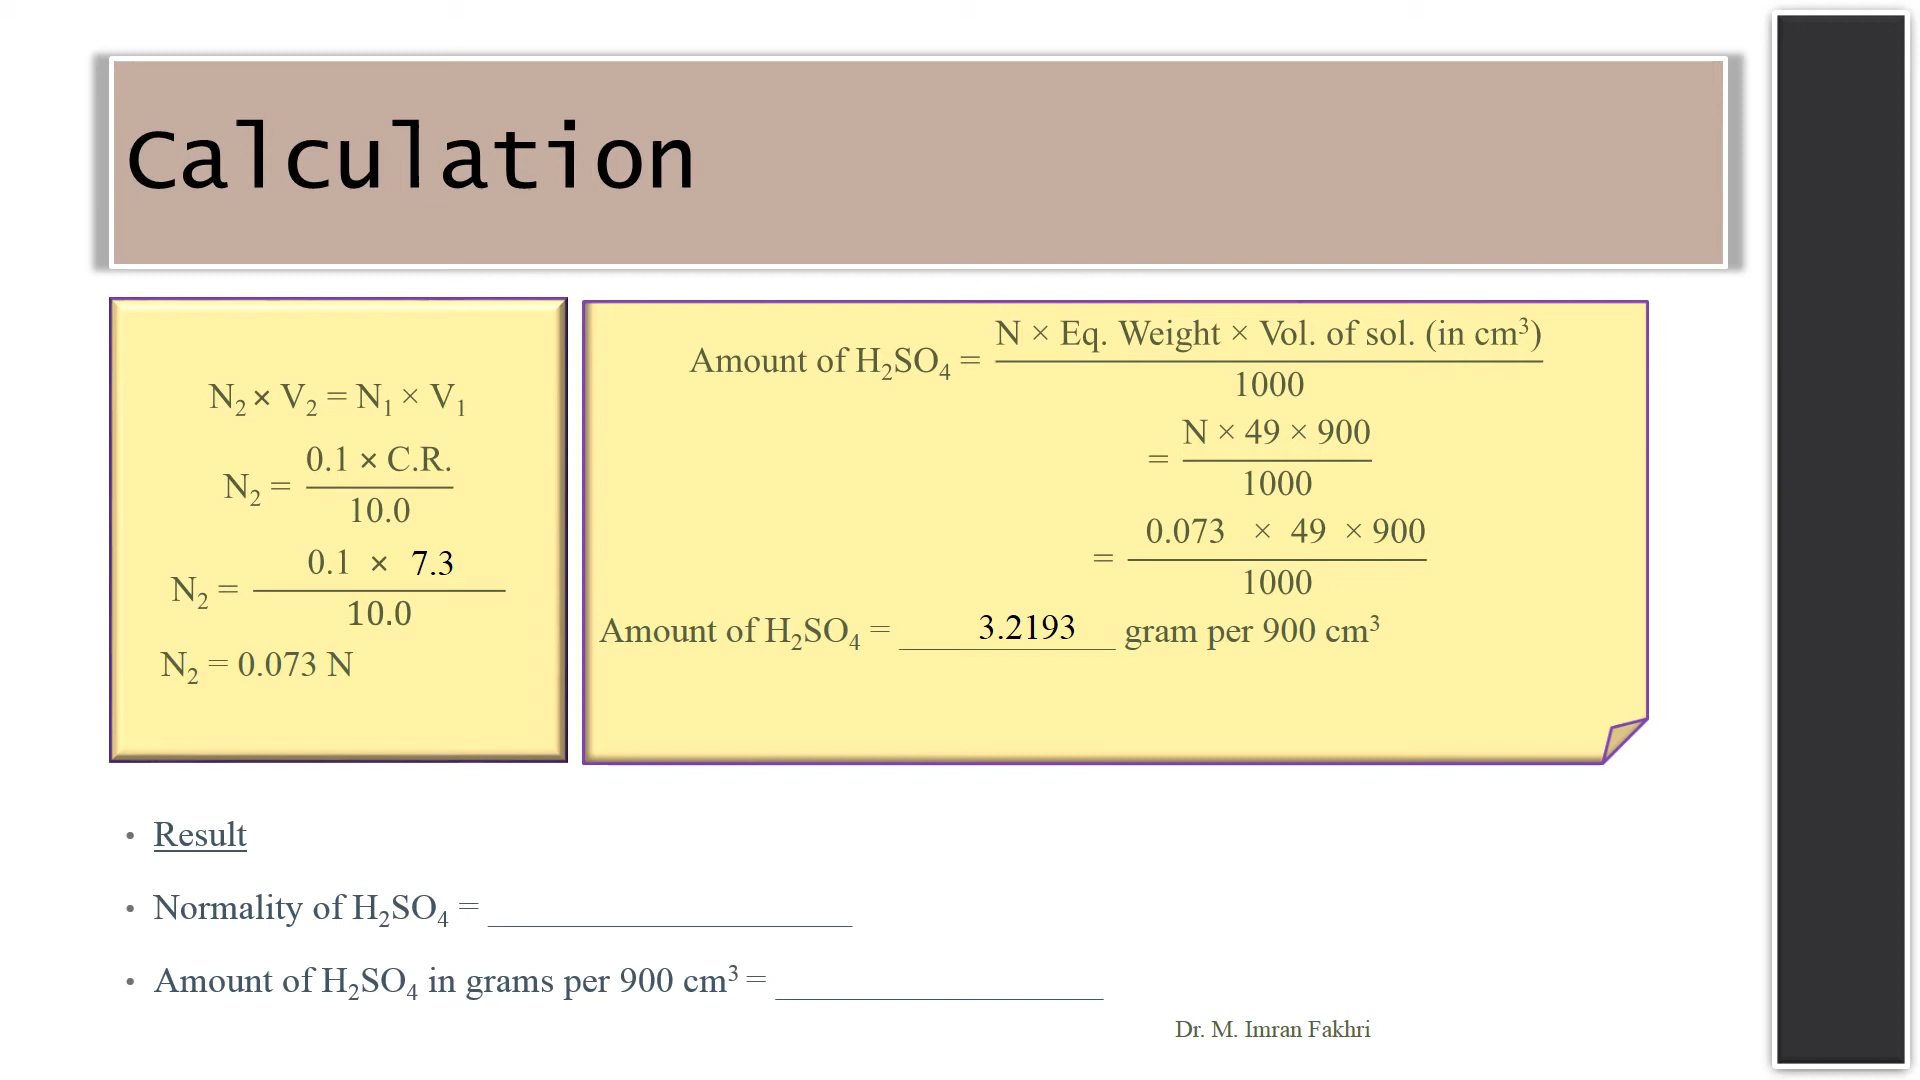 Calculation
N₂ × V₂ = N₁ × V₁
N₂ = 0.1 × C.R. / 10.0
N₂ = 0.1 × 7.3 / 10.0
N₂ = 0.073 N
Amount of H₂SO₄ = N × Eq. Weight × Vol. of sol. (in cm³) / 1000
= N × 49 × 900 / 1000
= 0.073 × 49 × 900 / 1000
Amount of H₂SO₄ = 3.2193 gram per 900 cm³
• Result
• Normality of H₂SO₄ = ____________________
• Amount of H₂SO₄ in grams per 900 cm³ = __________________
Dr. M. Imran Fakhri